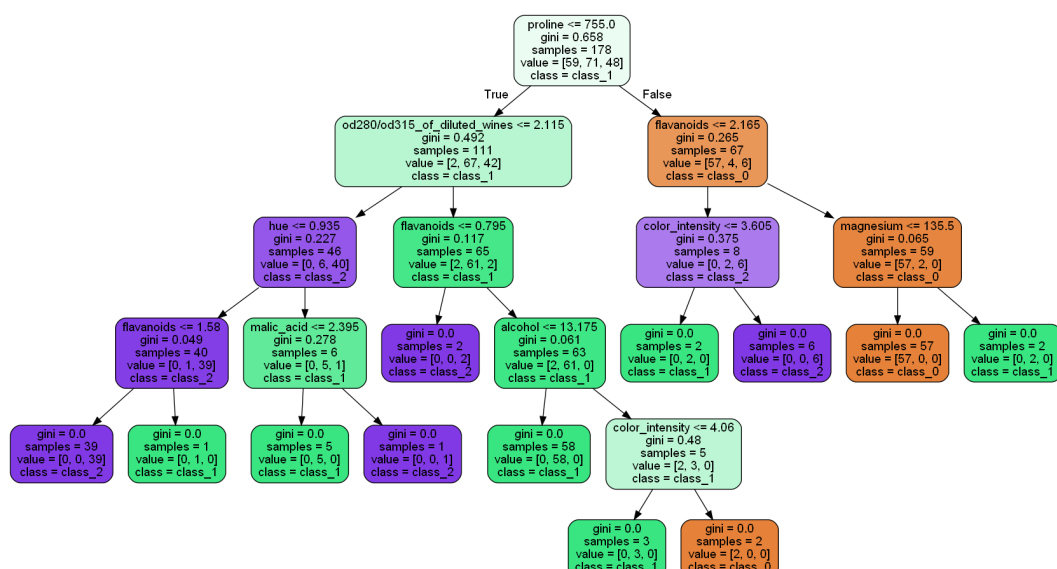 proline <= 755.0
gini = 0.658
samples = 178
value = [59, 71, 48]
class = class_1
True
False
od280/od315_of_diluted_wines <= 2.115
gini = 0.492
samples = 111
value = [2, 67, 42]
class = class_1
flavanoids <= 2.165
gini = 0.265
samples = 67
value = [57, 4, 6]
class = class_0
hue <= 0.935
gini = 0.227
samples = 46
value = [0, 6, 40]
class = class_2
flavanoids <= 0.795
gini = 0.117
samples = 65
value = [2, 61, 2]
class = class_1
color_intensity <= 3.605
gini = 0.375
samples = 8
value = [0, 2, 6]
class = class_2
magnesium <= 135.5
gini = 0.065
samples = 59
value = [57, 2, 0]
class = class_0
flavanoids <= 1.58
gini = 0.049
samples = 40
value = [0, 1, 39]
class = class_2
malic_acid <= 2.395
gini = 0.278
samples = 6
value = [0, 5, 1]
class = class_1
gini = 0.0
samples = 2
value = [0, 0, 2]
class = class_2
alcohol <= 13.175
gini = 0.061
samples = 63
value = [2, 61, 0]
class = class_1
gini = 0.0
samples = 2
value = [0, 2, 0]
class = class_1
gini = 0.0
samples = 6
value = [0, 0, 6]
class = class_2
gini = 0.0
samples = 57
value = [57, 0, 0]
class = class_0
gini = 0.0
samples = 2
value = [0, 2, 0]
class = class_1
gini = 0.0
samples = 39
value = [0, 0, 39]
class = class_2
gini = 0.0
samples = 1
value = [0, 1, 0]
class = class_1
gini = 0.0
samples = 5
value = [0, 5, 0]
class = class_1
gini = 0.0
samples = 1
value = [0, 0, 1]
class = class_2
gini = 0.0
samples = 58
value = [0, 58, 0]
class = class_1
color_intensity <= 4.06
gini = 0.48
samples = 5
value = [2, 3, 0]
class = class_1
gini = 0.0
samples = 3
value = [0, 3, 0]
class = class_1
gini = 0.0
samples = 2
value = [2, 0, 0]
class = class_0